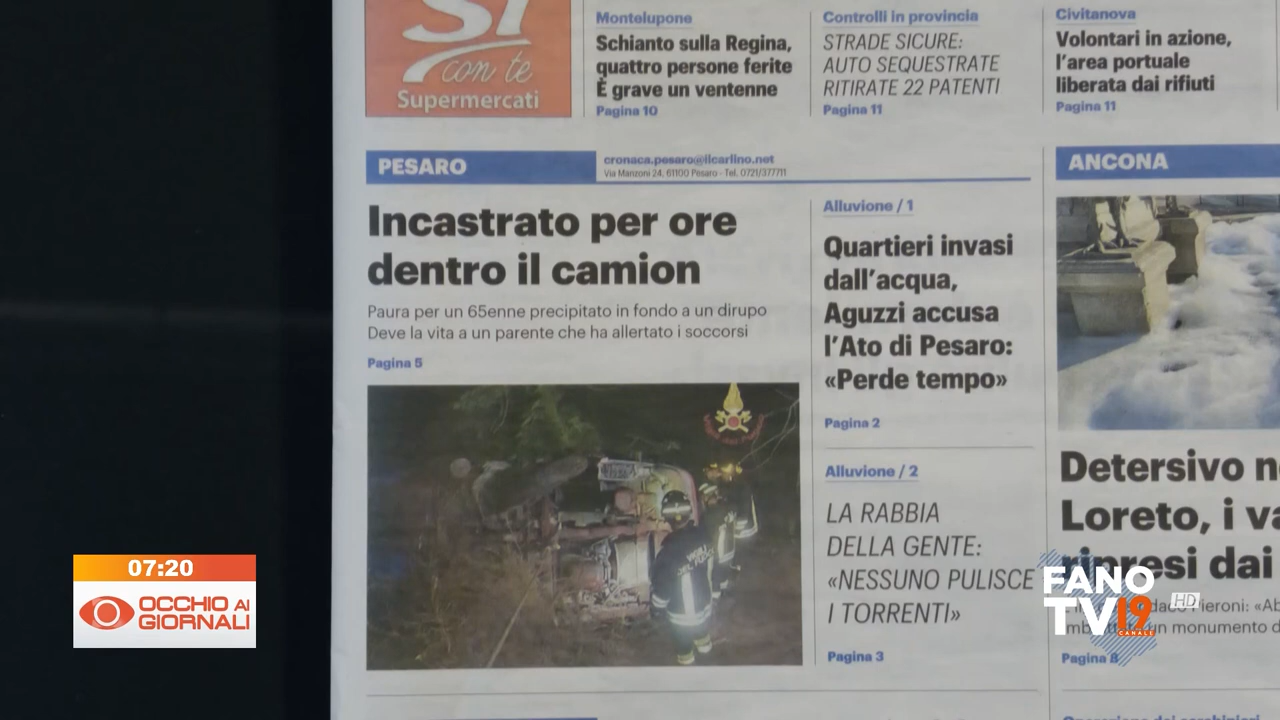 SÌ
con te
Supermercati
Montelupone
Schianto sulla Regina,
quattro persone ferite
È grave un ventenne
Pagina 10
Controlli in provincia
STRADE SICURE:
AUTO SEQUESTRATE
RITIRATE 22 PATENTI
Pagina 11
Civitanova
Volontari in azione,
l'area portuale
liberata dai rifiuti
Pagina 11
PESARO
cronaca.pesaro@ilcarlino.net
Via Manzoni 24, 61100 Pesaro - Tel. 0721/377711
Incastrato per ore
dentro il camion
Paura per un 65enne precipitato in fondo a un dirupo
Deve la vita a un parente che ha allertato i soccorsi
Pagina 5
Alluvione / 1
Quartieri invasi
dall'acqua,
Aguzzi accusa
l'Ato di Pesaro:
«Perde tempo»
Pagina 2
Alluvione / 2
LA RABBIA
DELLA GENTE:
«NESSUNO PULISCE
I TORRENTI»
Pagina 3
ANCONA
Detersivo
Loreto, i
ripresi dai
Pieroni:
un monumento
Pagina 8
07:20
OCCHIO AI
GIORNALI
FANO
TV19
HD
CANALE